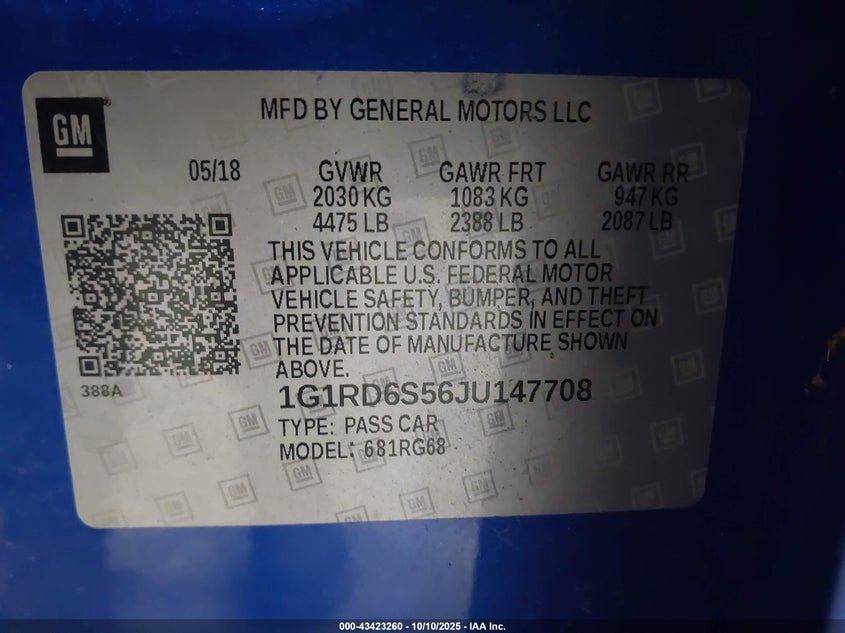 GM
MFD BY GENERAL MOTORS LLC
05/18 GVWR GAWR FRT GAWR RR
2030 KG 1083 KG 947 KG
4475 LB 2388 LB 2087 LB
THIS VEHICLE CONFORMS TO ALL
APPLICABLE U.S. FEDERAL MOTOR
VEHICLE SAFETY, BUMPER, AND THEFT
PREVENTION STANDARDS IN EFFECT ON
THE DATE OF MANUFACTURE SHOWN
ABOVE.
388A
1G1RD6S56JU147708
TYPE: PASS CAR
MODEL: 681RG68
000-43423260 - 10/10/2025 - IAA Inc.